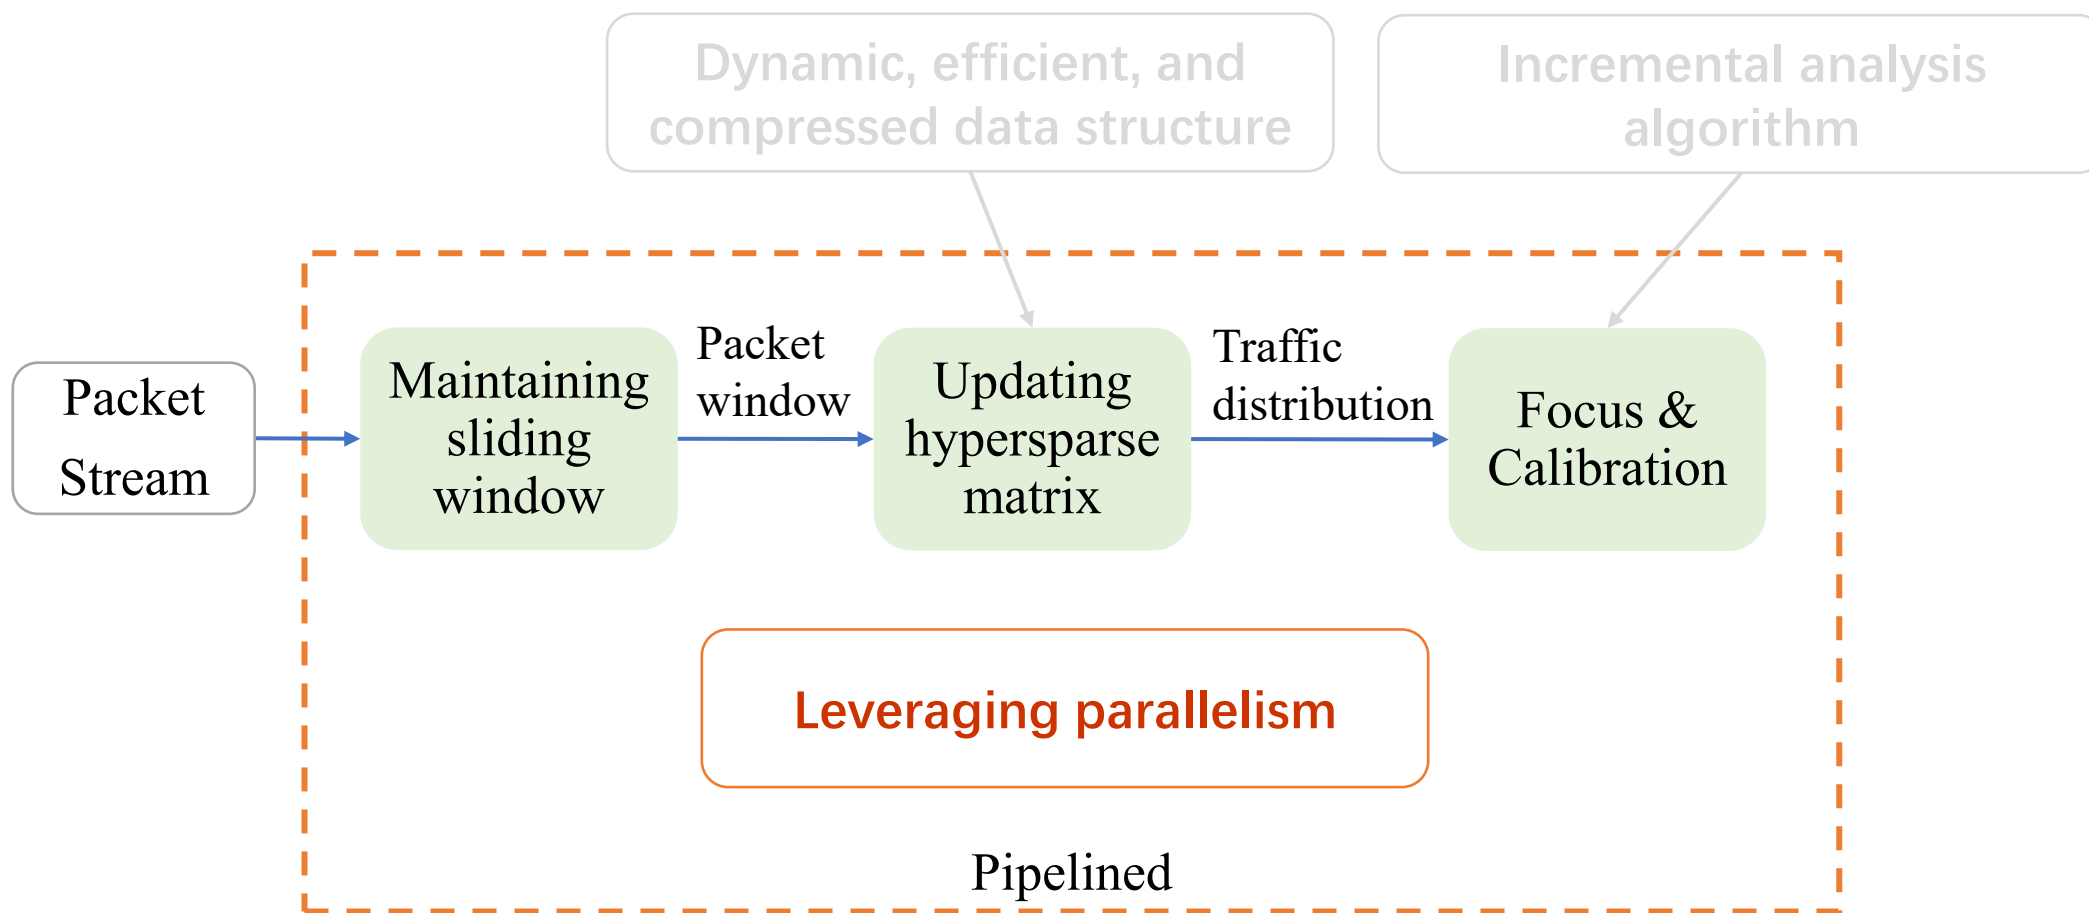 Dynamic, efficient, and
compressed data structure
Incremental analysis
algorithm
Packet
Stream
Maintaining
sliding
window
Packet
window
Updating
hypersparse
matrix
Traffic
distribution
Focus &
Calibration
Leveraging parallelism
Pipelined